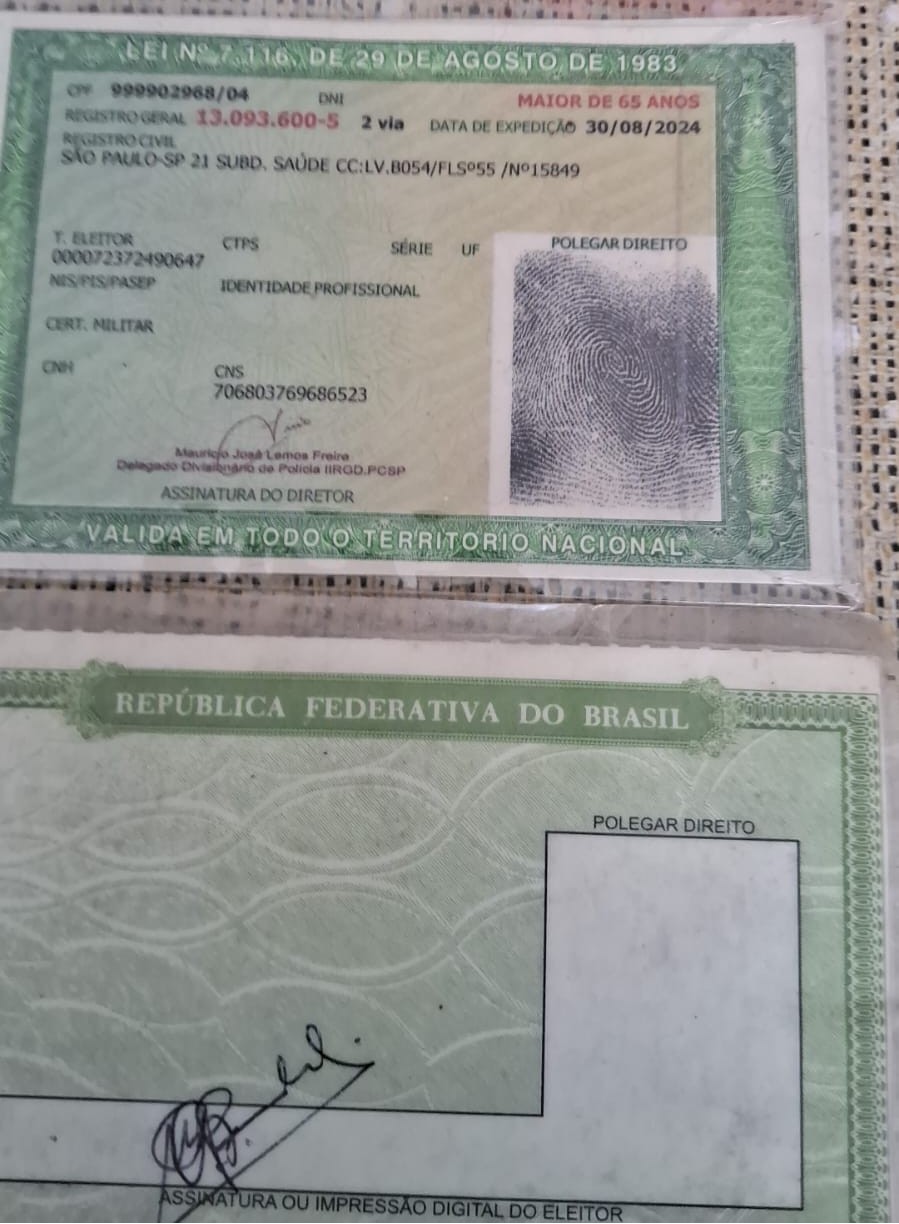 LEI Nº 7.116, DE 29 DE AGOSTO DE 1983
CPF 999902968/04 DNI MAIOR DE 65 ANOS
REGISTRO GERAL 13.093.600-5 2 via DATA DE EXPEDIÇÃO 30/08/2024
REGISTRO CIVIL
SÃO PAULO-SP 21 SUBD. SAÚDE CC:LV.B054/FLSº55 /Nº15849
T. ELEITOR CTPS SÉRIE UF POLEGAR DIREITO
000072372490647
NIS/PIS/PASEP IDENTIDADE PROFISSIONAL
CERT. MILITAR
CNH CNS
706803769686523
Mauricio José Lemos Freire
Delegado Divisionário de Polícia IIRGD.PCSP
ASSINATURA DO DIRETOR
VALIDA EM TODO O TERRITORIO NACIONAL
REPÚBLICA FEDERATIVA DO BRASIL
POLEGAR DIREITO
ASSINATURA OU IMPRESSÃO DIGITAL DO ELEITOR